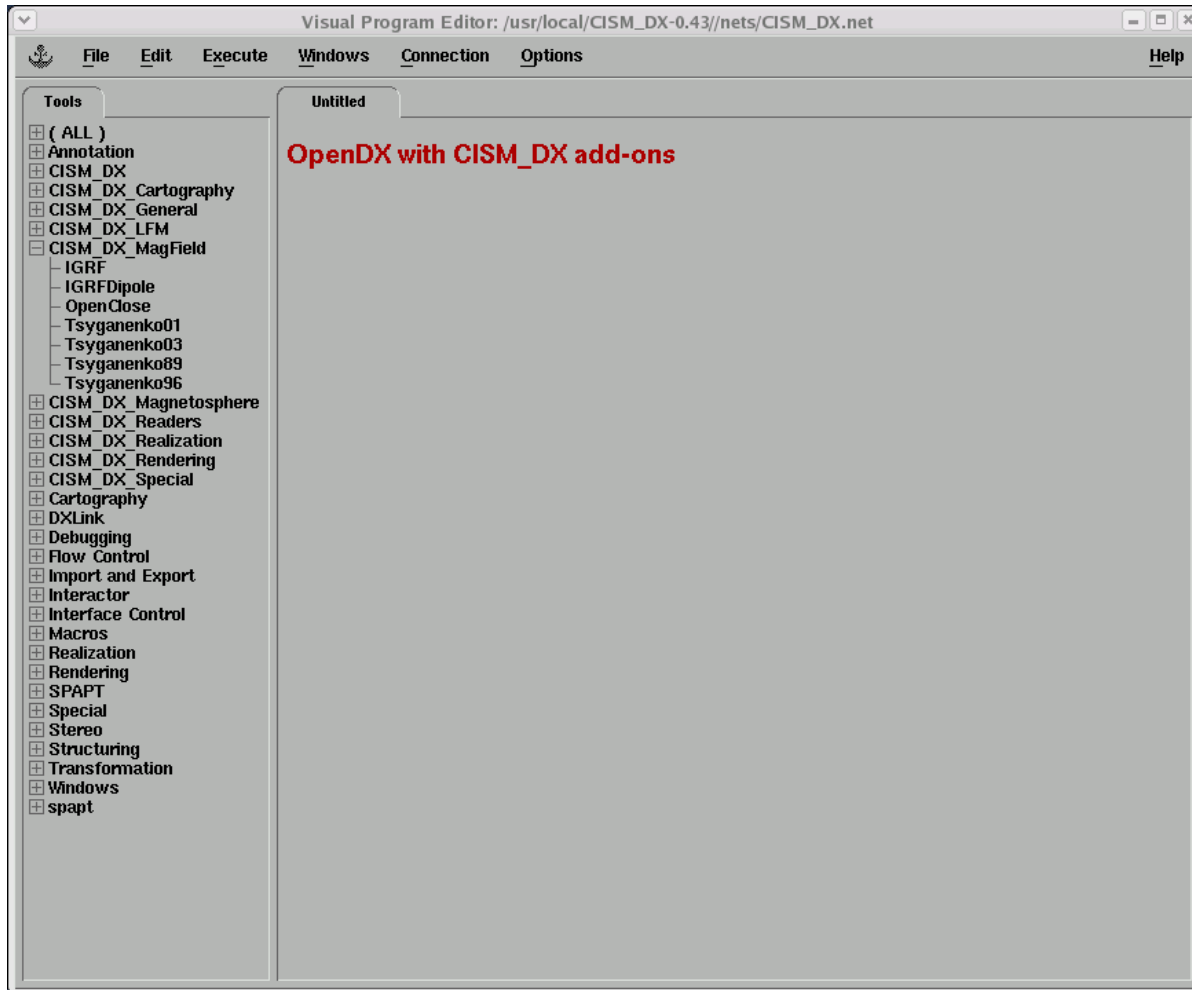 Visual Program Editor: /usr/local/CISM_DX-0.43//nets/CISM_DX.net
File Edit Execute Windows Connection Options Help
Tools
Untitled
( ALL )
Annotation
CISM_DX
CISM_DX_Cartography
CISM_DX_General
CISM_DX_LFM
CISM_DX_MagField
IGRF
IGRFDipole
OpenClose
Tsyganenko01
Tsyganenko03
Tsyganenko89
Tsyganenko96
CISM_DX_Magnetosphere
CISM_DX_Readers
CISM_DX_Realization
CISM_DX_Rendering
CISM_DX_Special
Cartography
DXLink
Debugging
Flow Control
Import and Export
Interactor
Interface Control
Macros
Realization
Rendering
SPAPT
Special
Stereo
Structuring
Transformation
Windows
spapt
OpenDX with CISM_DX add-ons